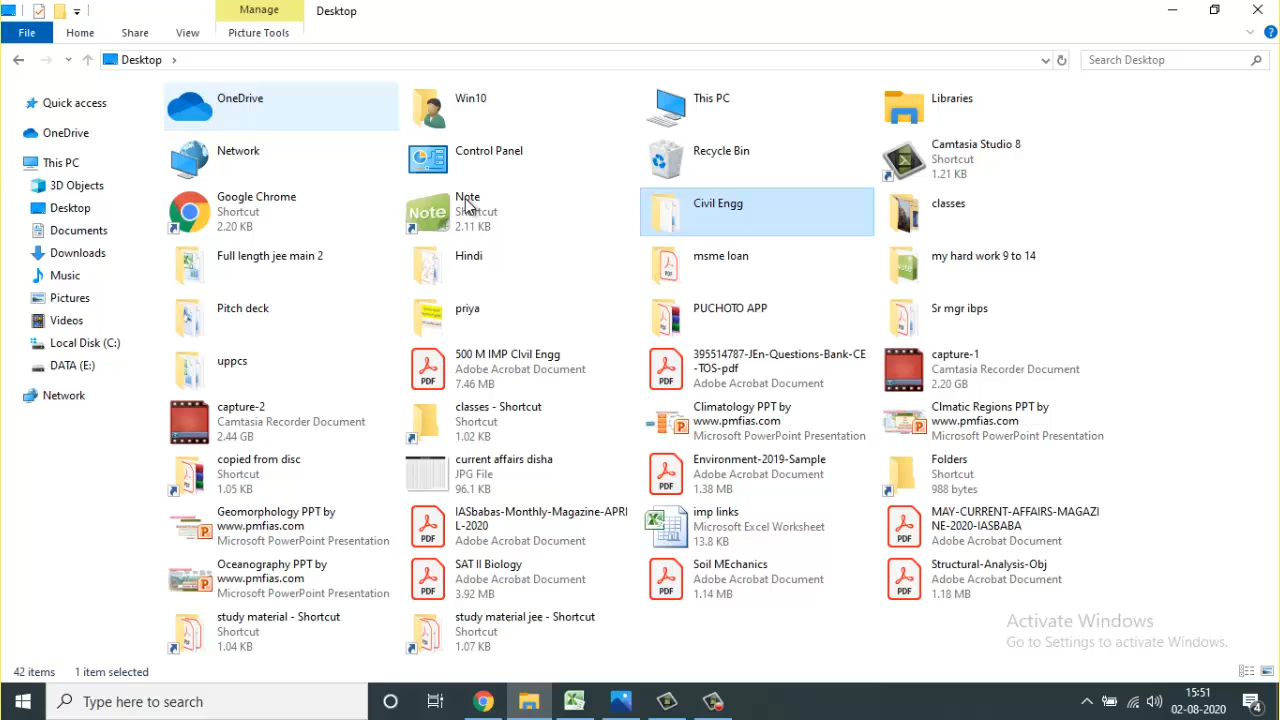 Manage
Desktop
File
Home
Share
View
Picture Tools
Desktop
Search Desktop
Quick access
OneDrive
This PC
3D Objects
Desktop
Documents
Downloads
Music
Pictures
Videos
Local Disk (C:)
DATA (E:)
Network
OneDrive
Win10
This PC
Libraries
Network
Control Panel
Recycle Bin
Camtasia Studio 8
Shortcut
1.21 KB
Google Chrome
Shortcut
2.20 KB
Note
Note
Shortcut
2.11 KB
Civil Engg
classes
Full length jee main 2
Hindi
msme loan
my hard work 9 to 14
Pitch deck
priya
PUCHOTO APP
Sr mgr ibps
uppcs
500 M IMP CIvil Engg
Adobe Acrobat Document
7.46 MB
395514787-JEn-Questions-Bank-CE
-TOS-pdf
Adobe Acrobat Document
capture-1
Camtasia Recorder Document
2.20 GB
capture-2
Camtasia Recorder Document
2.44 GB
classes - Shortcut
Shortcut
1.02 KB
Climatology PPT by
www.pmfias.com
Microsoft PowerPoint Presentation
Clmatic Regions PPT by
www.pmfias.com
Microsoft PowerPoint Presentation
copied from disc
Shortcut
1.05 KB
current affairs disha
JPG File
96.1 KB
Environment-2019-Sample
Adobe Acrobat Document
1.38 MB
Folders
Shortcut
988 bytes
Geomorphology PPT by
www.pmfias.com
Microsoft PowerPoint Presentation
IASbabas-Monthly-Magazine-APRI
L-2020
Adobe Acrobat Document
imp links
Microsoft Excel Worksheet
13.8 KB
MAY-CURRENT-AFFAIRS-MAGAZI
NE-2020-IASBABA
Adobe Acrobat Document
Oceanography PPT by
www.pmfias.com
Microsoft PowerPoint Presentation
SAT II Biology
Adobe Acrobat Document
3.92 MB
Soil MEchanics
Adobe Acrobat Document
1.14 MB
Structural-Analysis-Obj
Adobe Acrobat Document
1.18 MB
study material - Shortcut
Shortcut
1.04 KB
study material jee - Shortcut
Shortcut
1.07 KB
Activate Windows
Go to Settings to activate Windows.
42 items
1 item selected
Type here to search
15:51
02-08-2020
4